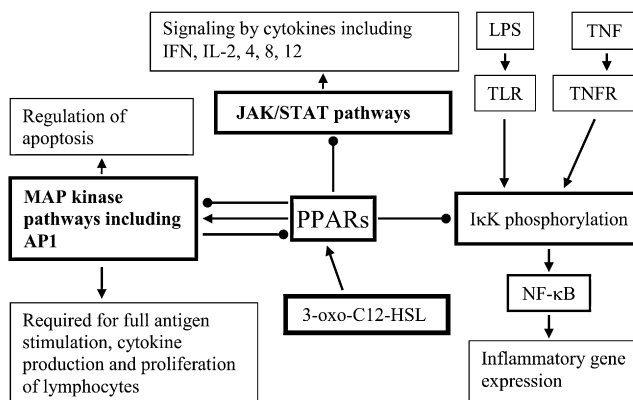 Signaling by cytokines including
IFN, IL-2, 4, 8, 12
LPS
TNF
JAK/STAT pathways
TLR
TNFR
Regulation of
apoptosis
MAP kinase
pathways including
AP1
PPARs
IκK phosphorylation
3-oxo-C12-HSL
NF-κB
Required for full antigen
stimulation, cytokine
production and proliferation
of lymphocytes
Inflammatory gene
expression